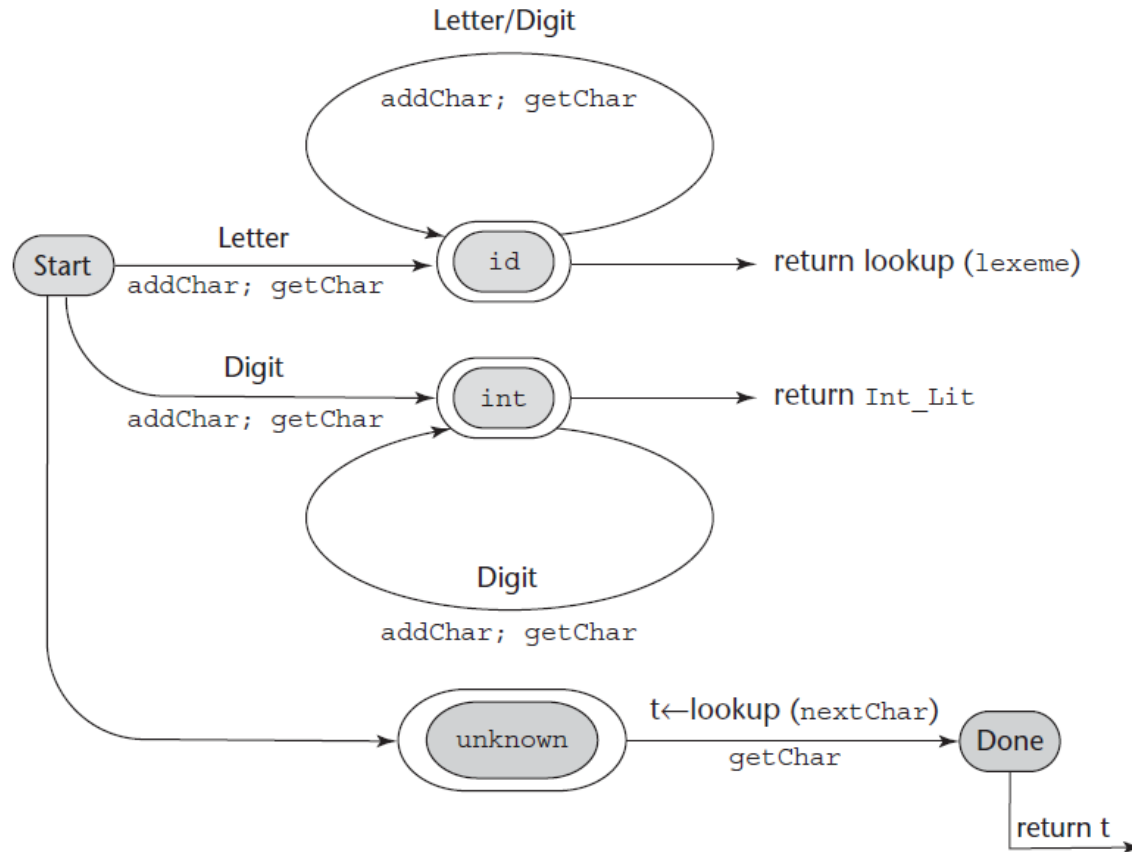 Letter/Digit
addChar; getChar
Start
Letter
addChar; getChar
id
return lookup (lexeme)
Digit
addChar; getChar
int
return Int_Lit
Digit
addChar; getChar
unknown
t←lookup (nextChar)
getChar
Done
return t